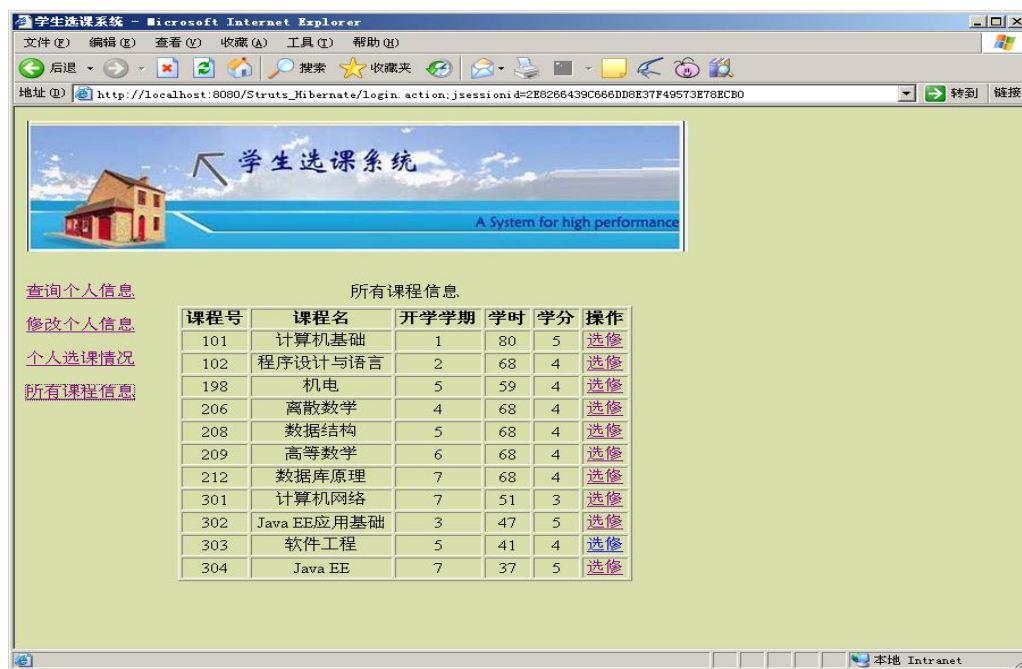 学生选课系统 - Microsoft Internet Explorer
文件(F) 编辑(E) 查看(V) 收藏(A) 工具(T) 帮助(H)
后退 搜索 收藏夹
地址(D) http://localhost:8080/Struts_Hibernate/login.action;jsessionid=2E8266439C666DD8E37F49573E78ECB0 转到 链接
学生选课系统
A System for high performance
查询个人信息
修改个人信息
个人选课情况
所有课程信息
所有课程信息
课程号 课程名 开学学期 学时 学分 操作
101 计算机基础 1 80 5 选修
102 程序设计与语言 2 68 4 选修
198 机电 5 59 4 选修
206 离散数学 4 68 4 选修
208 数据结构 5 68 4 选修
209 高等数学 6 68 4 选修
212 数据库原理 7 68 4 选修
301 计算机网络 7 51 3 选修
302 Java EE应用基础 3 47 5 选修
303 软件工程 5 41 4 选修
304 Java EE 7 37 5 选修
本地 Intranet